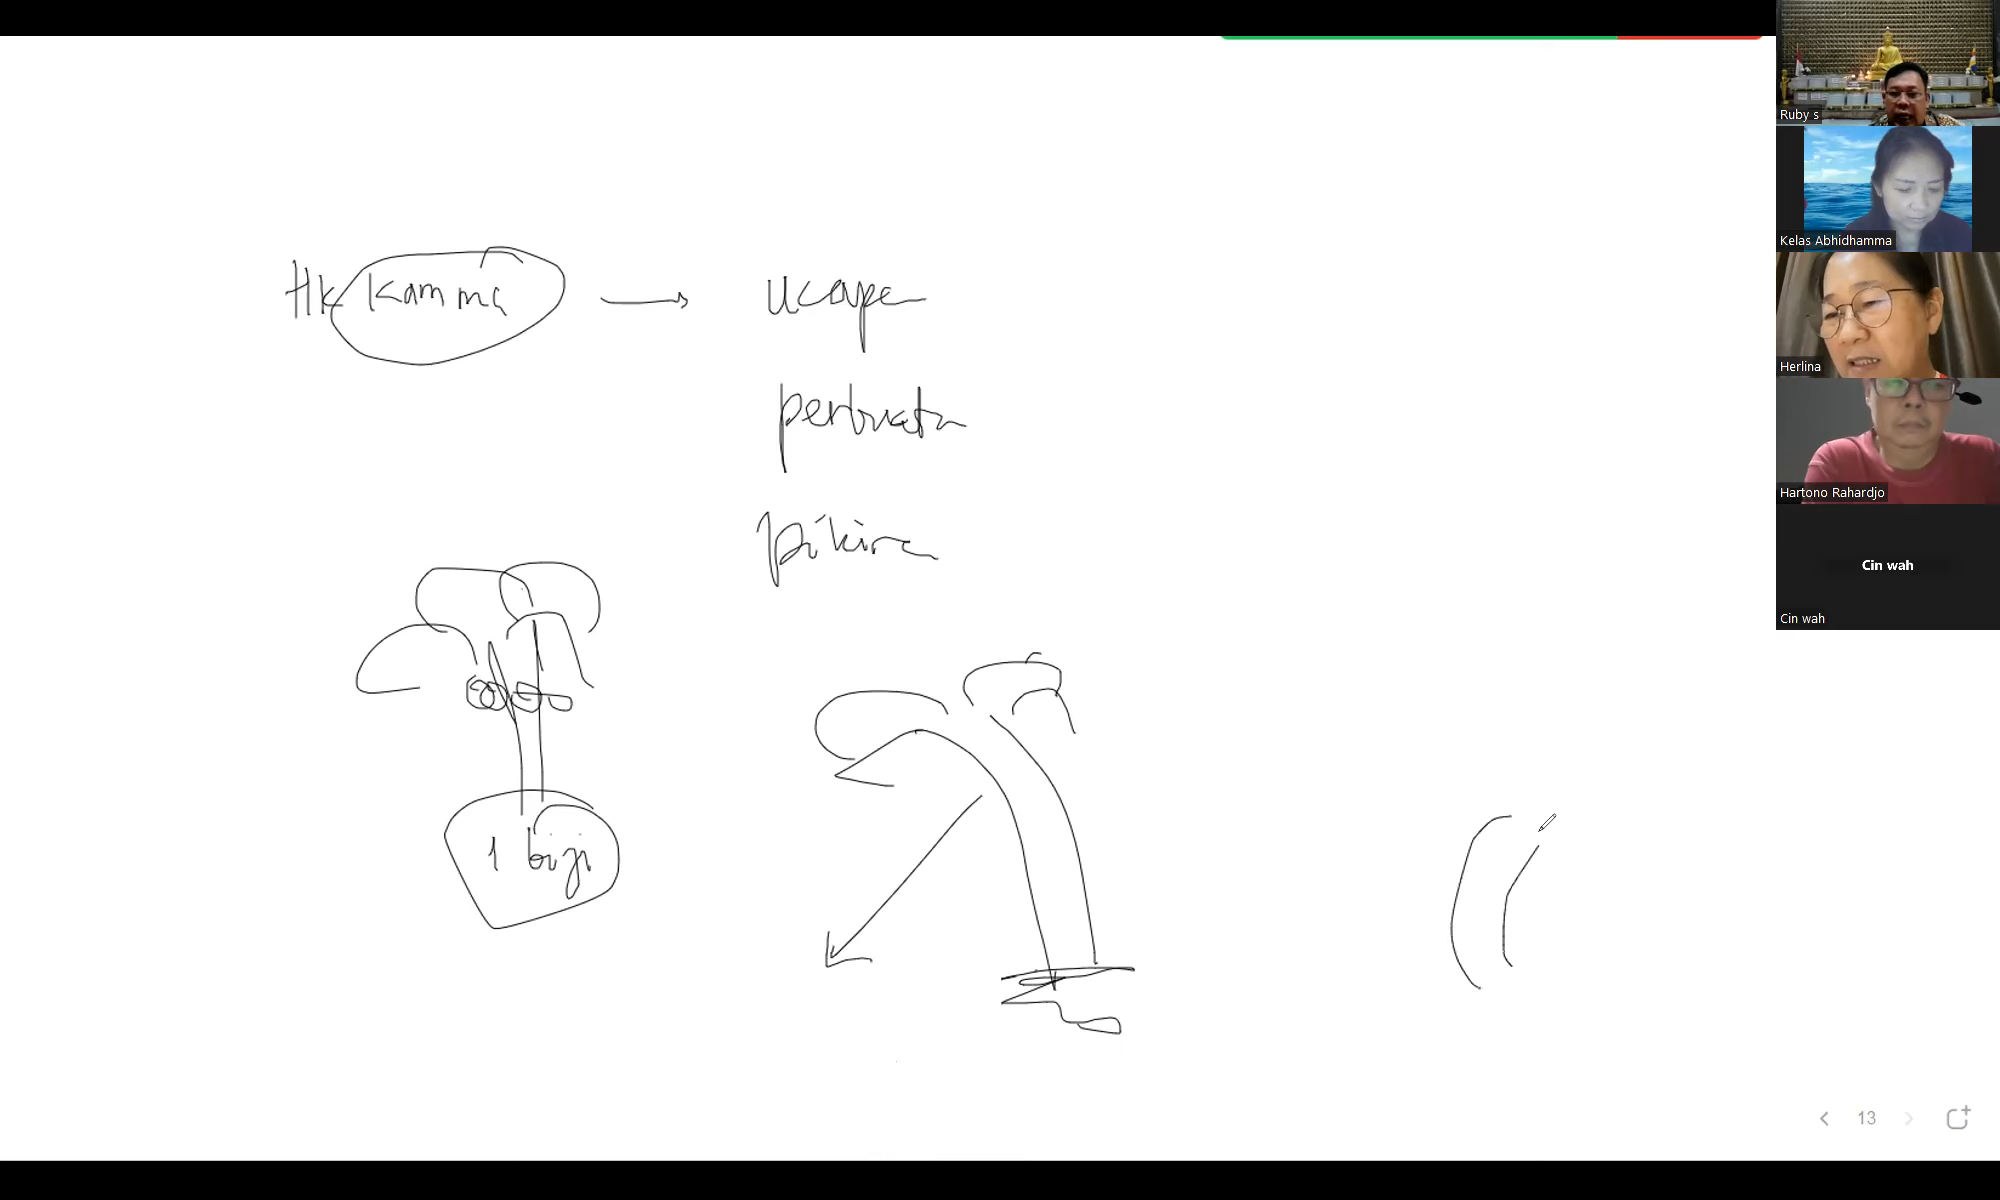 Hk Kamma → ucapan
perbuatan
pikiran
1 biji
Ruby s
Kelas Abhidhamma
Herlina
Hartono Rahardjo
Cin wah
Cin wah
13